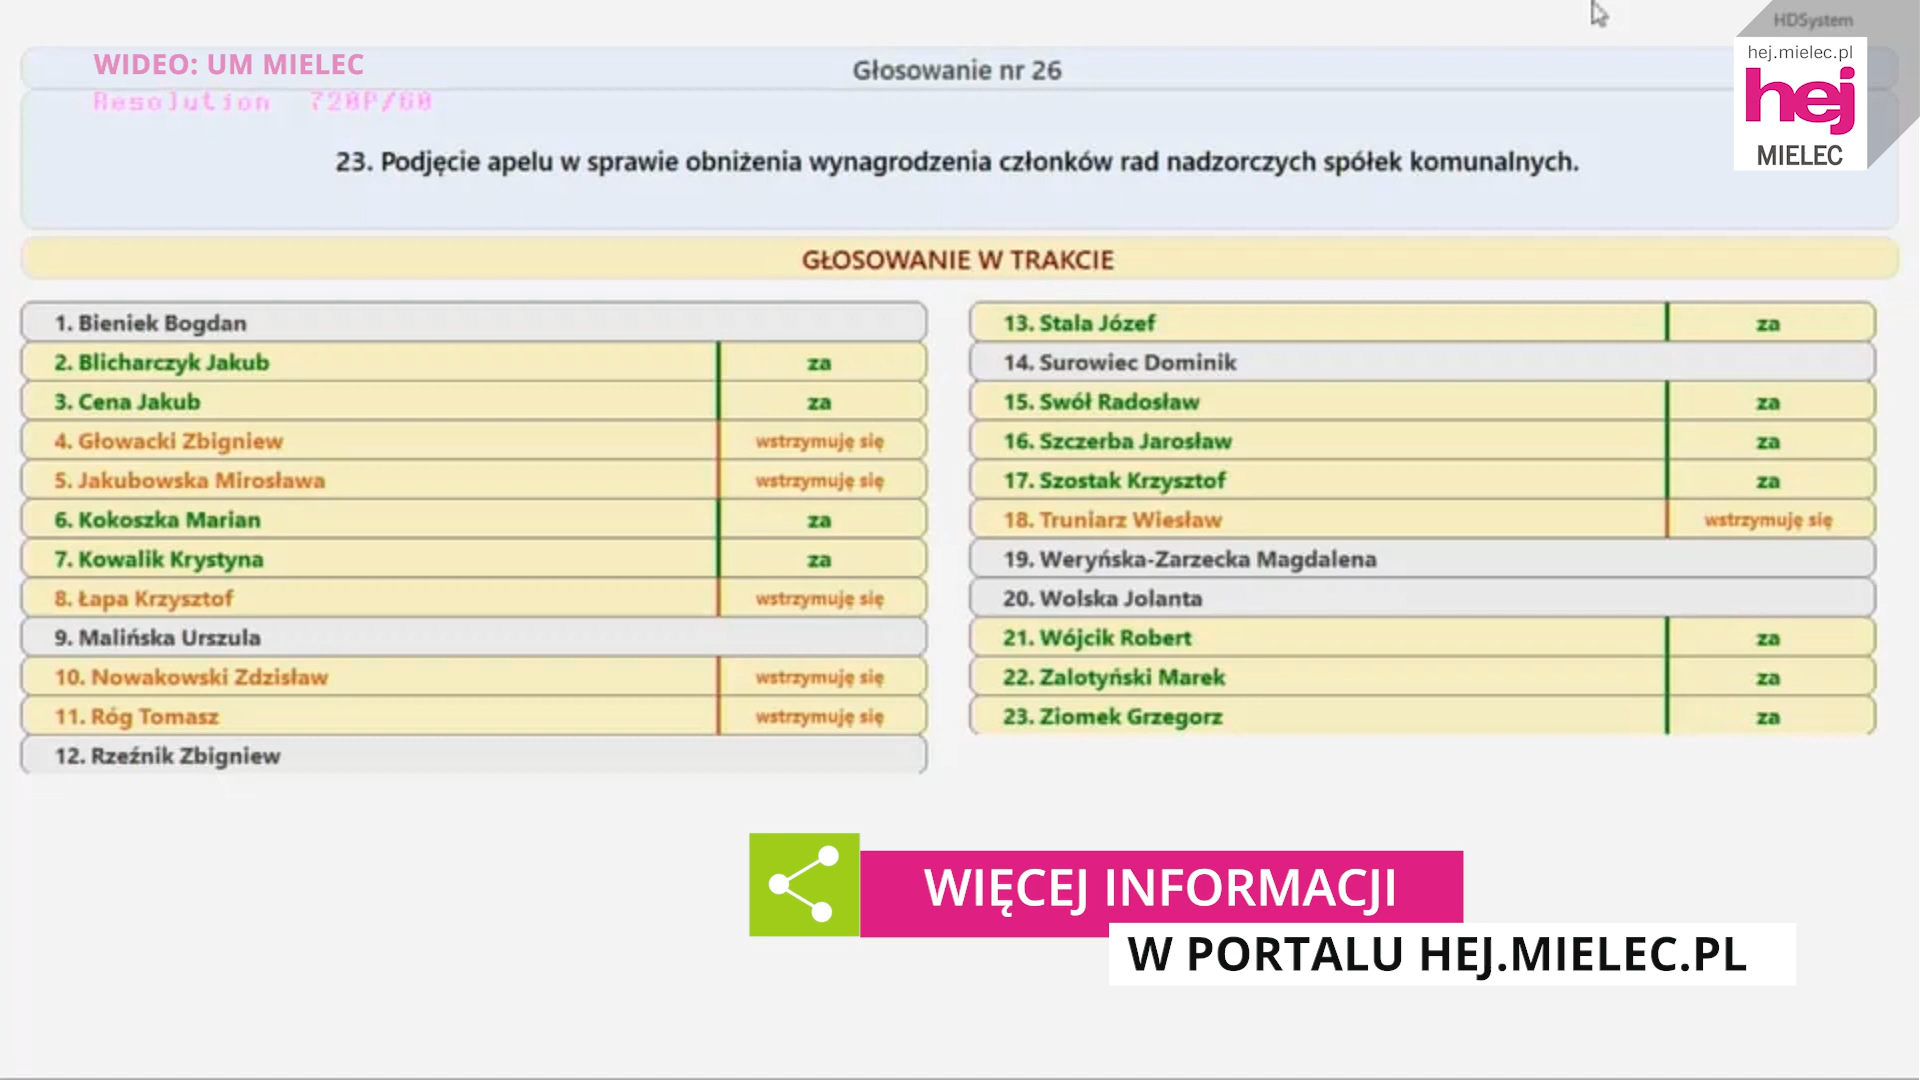 HDSystem
WIDEO: UM MIELEC
Resolution 720P/60
Głosowanie nr 26
hej.mielec.pl
hej
MIELEC
23. Podjęcie apelu w sprawie obniżenia wynagrodzenia członków rad nadzorczych spółek komunalnych.
GŁOSOWANIE W TRAKCIE
1. Bieniek Bogdan
2. Blicharczyk Jakub za
3. Cena Jakub za
4. Głowacki Zbigniew wstrzymuję się
5. Jakubowska Mirosława wstrzymuję się
6. Kokoszka Marian za
7. Kowalik Krystyna za
8. Łapa Krzysztof wstrzymuję się
9. Malińska Urszula
10. Nowakowski Zdzisław wstrzymuję się
11. Róg Tomasz wstrzymuję się
12. Rzeźnik Zbigniew
13. Stala Józef za
14. Surowiec Dominik
15. Swół Radosław za
16. Szczerba Jarosław za
17. Szostak Krzysztof za
18. Truniarz Wiesław wstrzymuję się
19. Weryńska-Zarzecka Magdalena
20. Wolska Jolanta
21. Wójcik Robert za
22. Zalotyński Marek za
23. Ziomek Grzegorz za
WIĘCEJ INFORMACJI
W PORTALU HEJ.MIELEC.PL